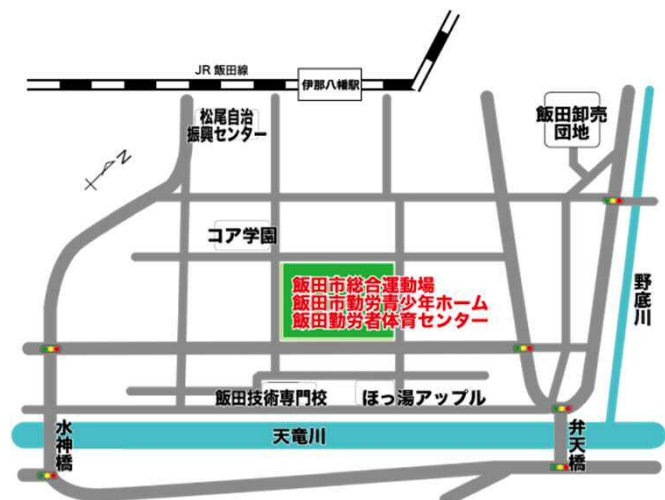 JR 飯田線
伊那八幡駅
松尾自治
振興センター
飯田卸売
団地
N
コア学園
飯田市総合運動場
飯田市勤労青少年ホーム
飯田勤労者体育センター
野底川
飯田技術専門校
ほっ湯アップル
水神橋
天竜川
弁天橋